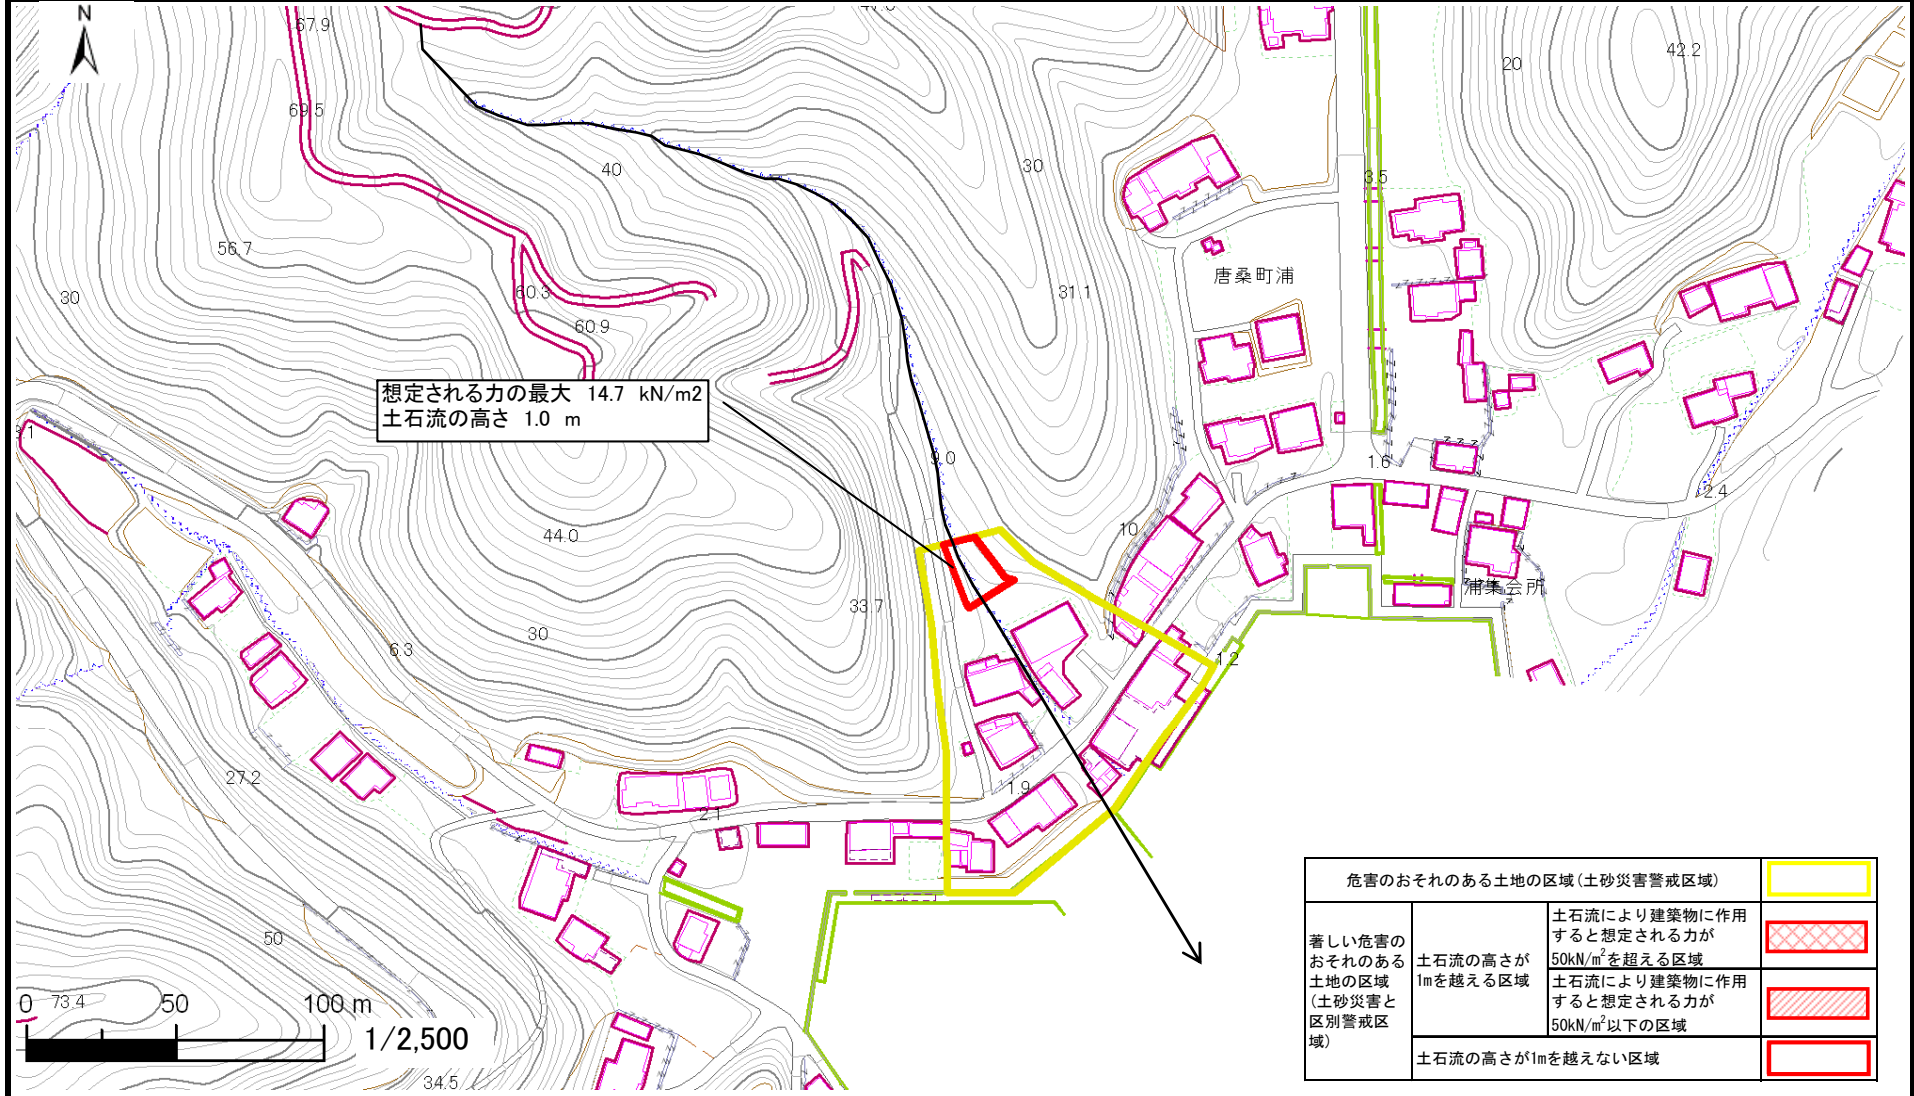 N
67.9
42.2
20
69.5
40
30
3.5
56.7
唐桑町浦
30
60.3
31.1
60.9
想定される力の最大 14.7 kN/m2
土石流の高さ 1.0 m
9.0
1.6
2.4
44.0
10
浦集会所
33.7
30
6.3
1.2
27.2
1.9
2.1
50
73.4
0 50 100 m
1/2,500
34.5
危害のおそれのある土地の区域(土砂災害警戒区域)
著しい危害の
おそれのある
土地の区域
(土砂災害と
区別警戒区
域)
土石流の高さが
1mを越える区域
土石流により建築物に作用
すると想定される力が
50kN/m²を超える区域
土石流により建築物に作用
すると想定される力が
50kN/m²以下の区域
土石流の高さが1mを越えない区域